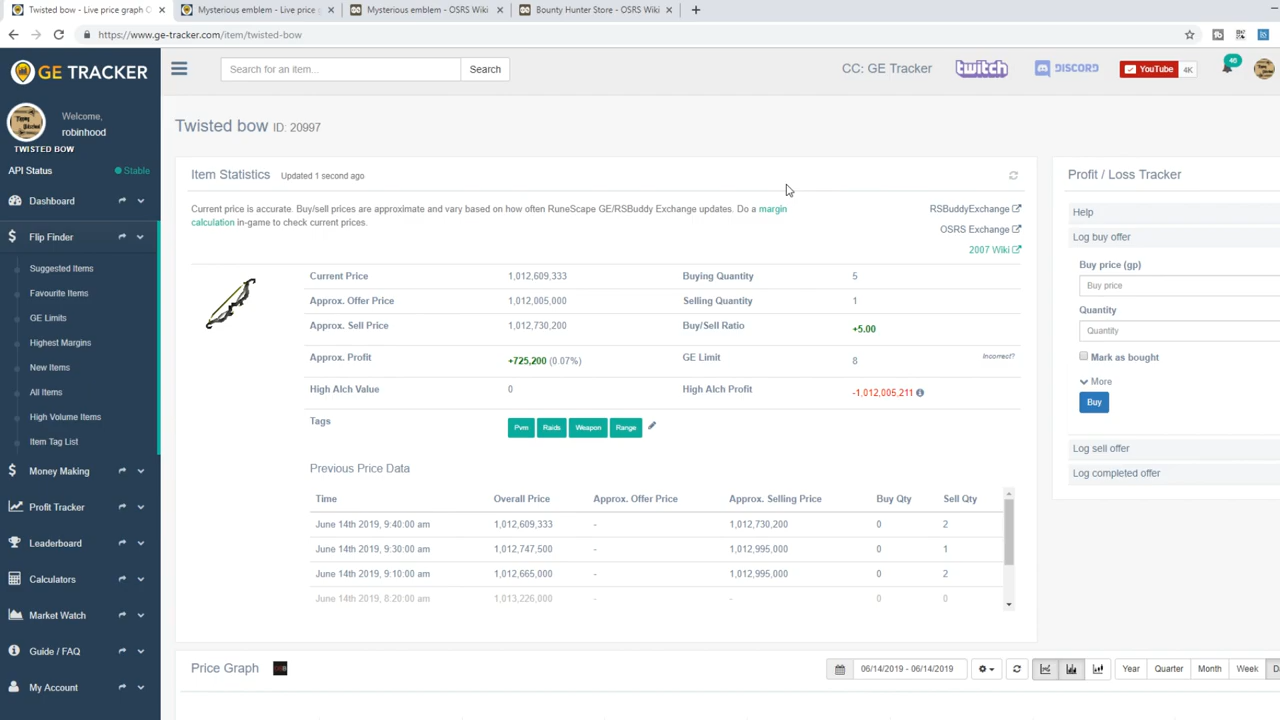 Twisted bow - Live price graph C
Mysterious emblem - Live price
Mysterious emblem - OSRS Wiki
Bounty Hunter Store - OSRS Wiki
https://www.ge-tracker.com/item/twisted-bow
GE TRACKER
Search for an item...
Search
CC: GE Tracker
twitch
DISCORD
YouTube 4K
46
Welcome,
robinhood
TWISTED BOW
API Status
Stable
Dashboard
Flip Finder
Suggested Items
Favourite Items
GE Limits
Highest Margins
New Items
All Items
High Volume Items
Item Tag List
Money Making
Profit Tracker
Leaderboard
Calculators
Market Watch
Guide / FAQ
My Account
Twisted bow ID: 20997
Item Statistics Updated 1 second ago
Current price is accurate. Buy/sell prices are approximate and vary based on how often RuneScape GE/RSBuddy Exchange updates. Do a margin
calculation in-game to check current prices.
RSBuddyExchange
OSRS Exchange
2007 Wiki
Current Price 1,012,609,333 Buying Quantity 5
Approx. Offer Price 1,012,005,000 Selling Quantity 1
Approx. Sell Price 1,012,730,200 Buy/Sell Ratio +5.00
Approx. Profit +725,200 (0.07%) GE Limit 8 Incorrect?
High Alch Value 0 High Alch Profit -1,012,005,211
Tags Pvm Raids Weapon Range
Previous Price Data
Time Overall Price Approx. Offer Price Approx. Selling Price Buy Qty Sell Qty
June 14th 2019, 9:40:00 am 1,012,609,333 - 1,012,730,200 0 2
June 14th 2019, 9:30:00 am 1,012,747,500 - 1,012,995,000 0 1
June 14th 2019, 9:10:00 am 1,012,665,000 - 1,012,995,000 0 2
June 14th 2019, 8:20:00 am 1,013,226,000 - - 0 0
Profit / Loss Tracker
Help
Log buy offer
Buy price (gp)
Buy price
Quantity
Quantity
Mark as bought
More
Buy
Log sell offer
Log completed offer
Price Graph
06/14/2019 - 06/14/2019
Year Quarter Month Week